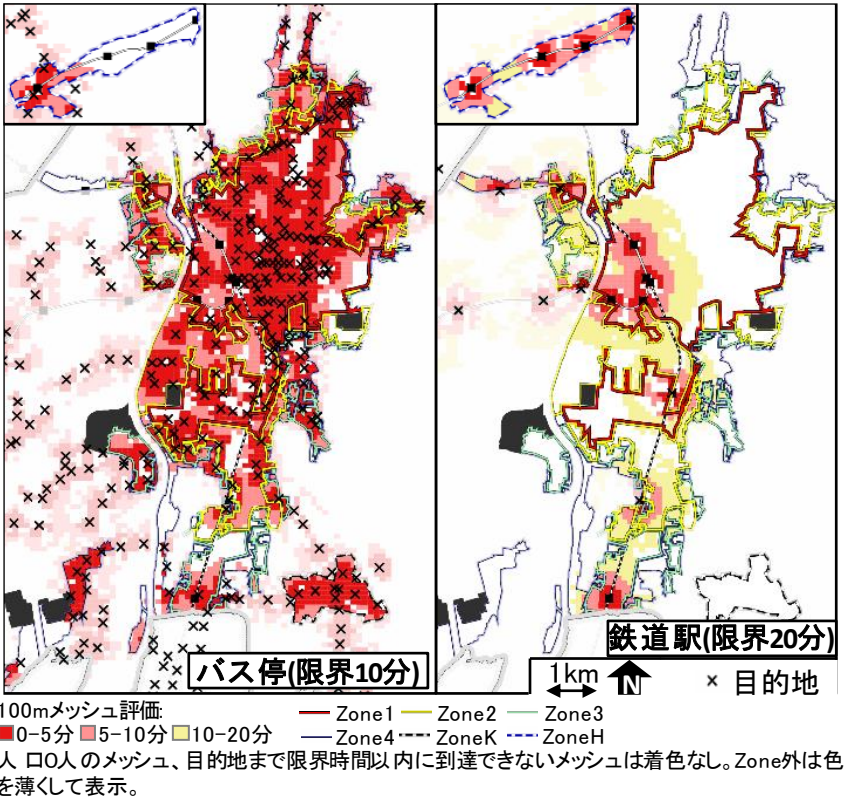 バス停(限界10分)
鉄道駅(限界20分)
1km N × 目的地
100mメッシュ評価:
0-5分 5-10分 10-20分
Zone1 Zone2 Zone3
Zone4 ZoneK ZoneH
人 口0人のメッシュ、目的地まで限界時間以内に到達できないメッシュは着色なし。Zone外は色
を薄くして表示。